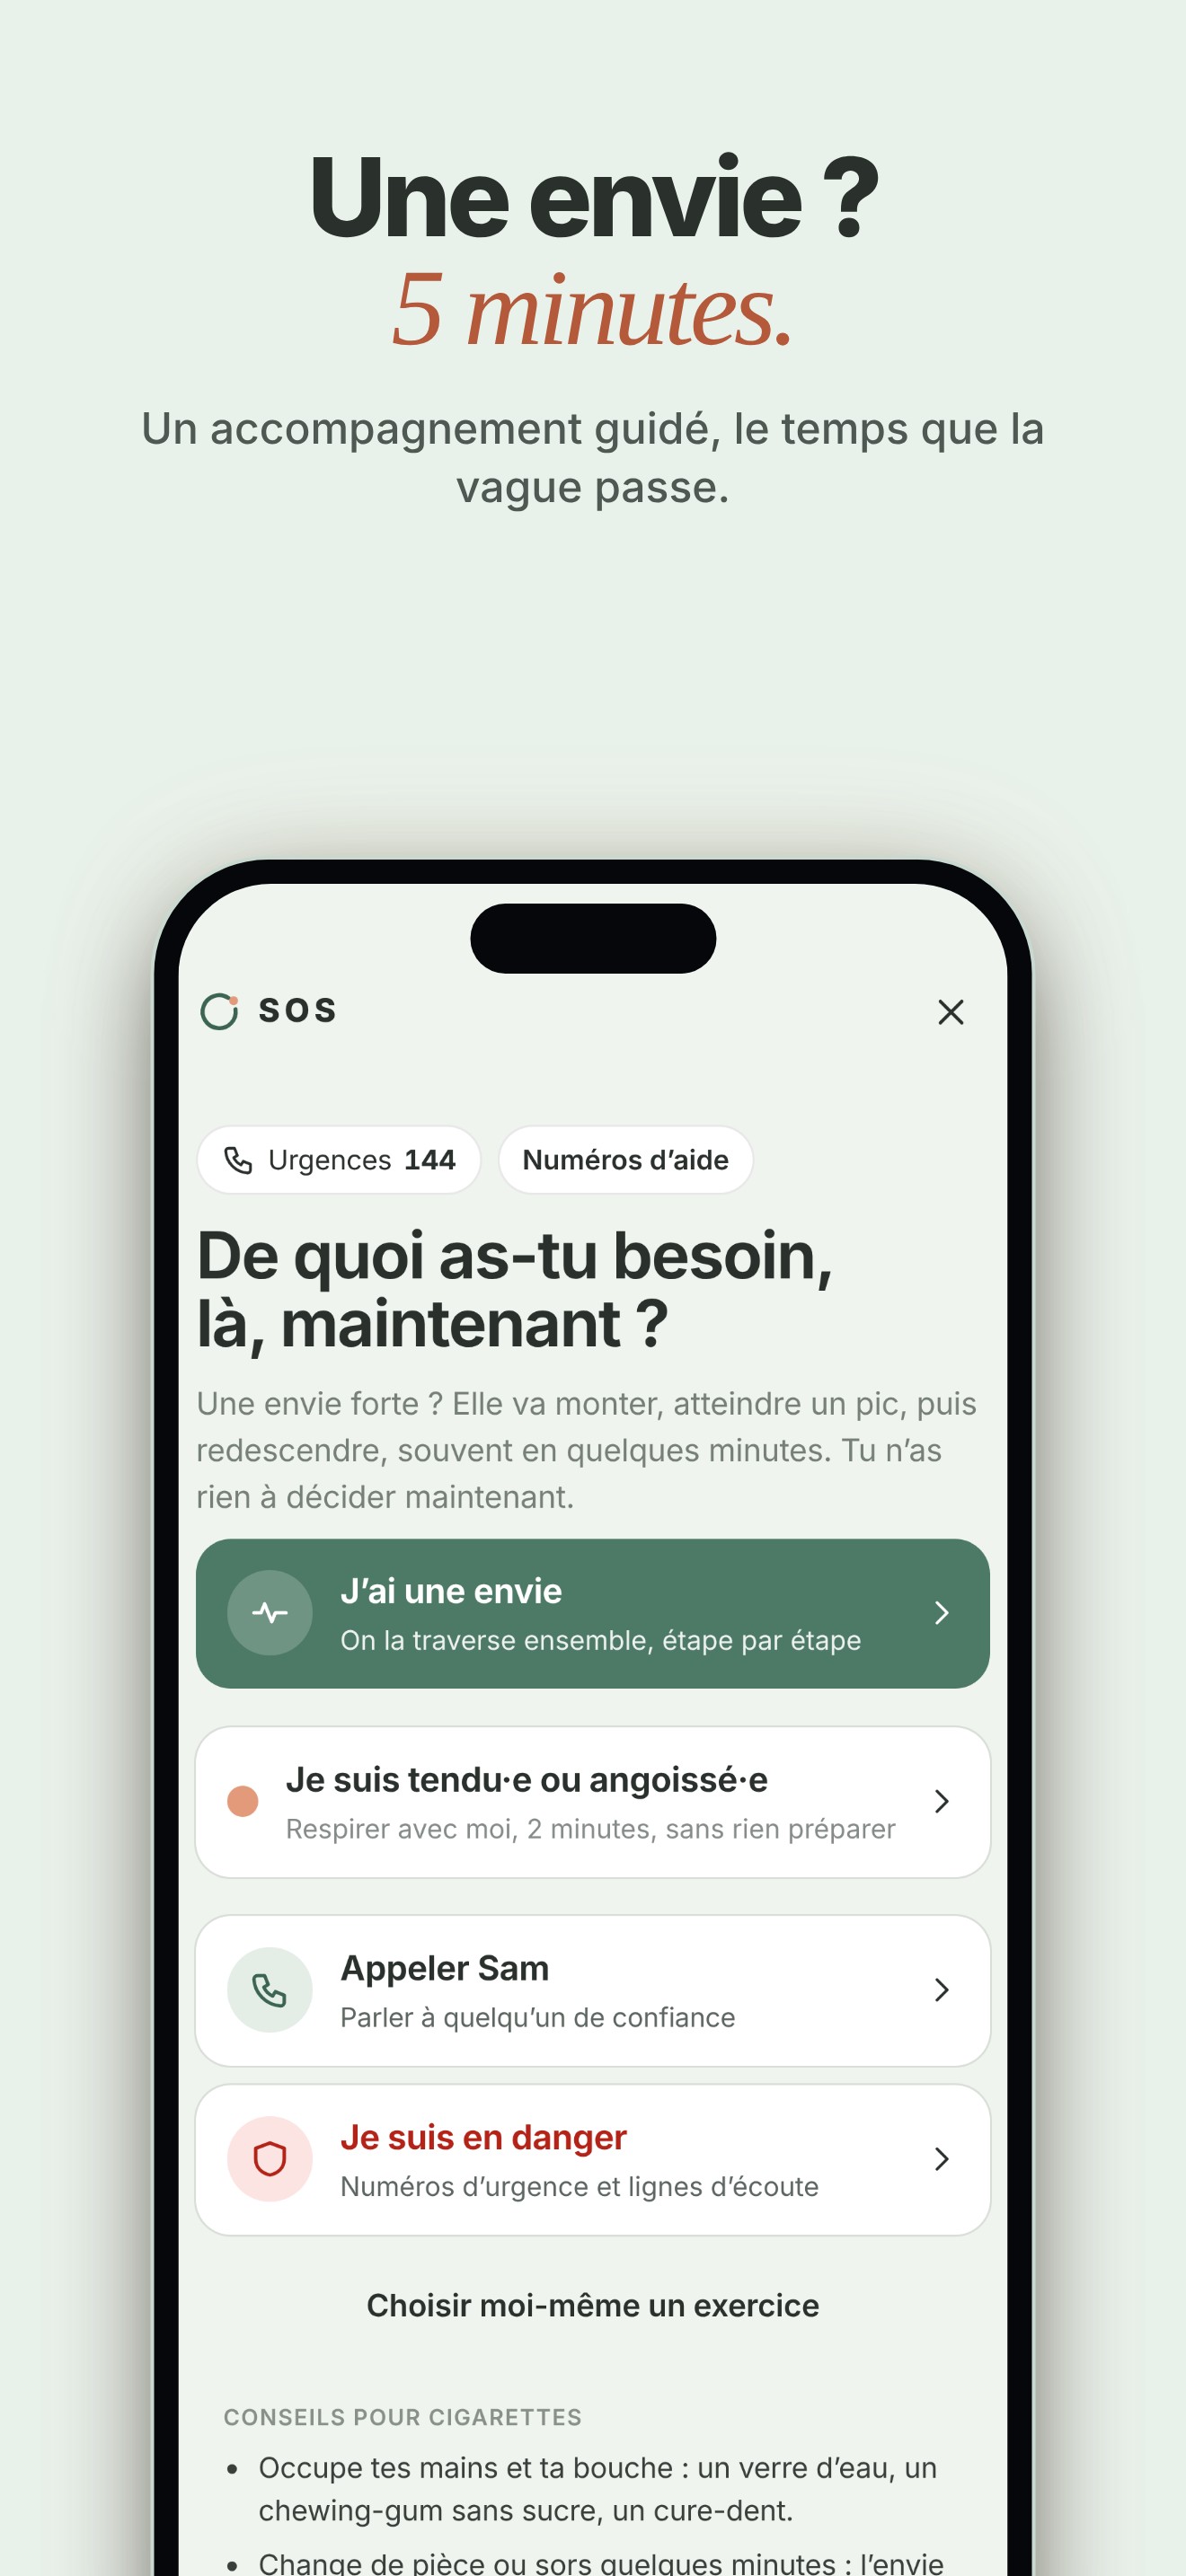 Une envie ?
5 minutes.
Un accompagnement guidé, le temps que la
vague passe.
SOS
Urgences 144
Numéros d’aide
De quoi as-tu besoin,
là, maintenant ?
Une envie forte ? Elle va monter, atteindre un pic, puis
redescendre, souvent en quelques minutes. Tu n’as
rien à décider maintenant.
J’ai une envie
On la traverse ensemble, étape par étape
Je suis tendu·e ou angoissé·e
Respirer avec moi, 2 minutes, sans rien préparer
Appeler Sam
Parler à quelqu’un de confiance
Je suis en danger
Numéros d’urgence et lignes d’écoute
Choisir moi-même un exercice
CONSEILS POUR CIGARETTES
• Occupe tes mains et ta bouche : un verre d’eau, un
chewing-gum sans sucre, un cure-dent.
• Change de pièce ou sors quelques minutes : l’envie